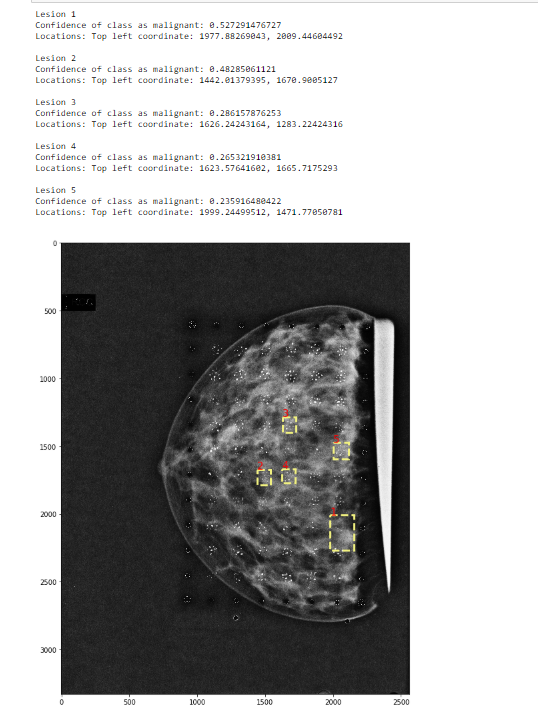 Lesion 1
Confidence of class as malignant: 0.527291476727
Locations: Top left coordinate: 1977.88269043, 2009.44604492
Lesion 2
Confidence of class as malignant: 0.48285061121
Locations: Top left coordinate: 1442.01379395, 1670.9005127
Lesion 3
Confidence of class as malignant: 0.286157876253
Locations: Top left coordinate: 1626.24243164, 1283.22424316
Lesion 4
Confidence of class as malignant: 0.265321910381
Locations: Top left coordinate: 1623.57641602, 1665.7175293
Lesion 5
Confidence of class as malignant: 0.235916480422
Locations: Top left coordinate: 1999.24499512, 1471.77050781
0
500
1000
3
1500
5
2 4
2000
1
2500
3000
0 500 1000 1500 2000 2500